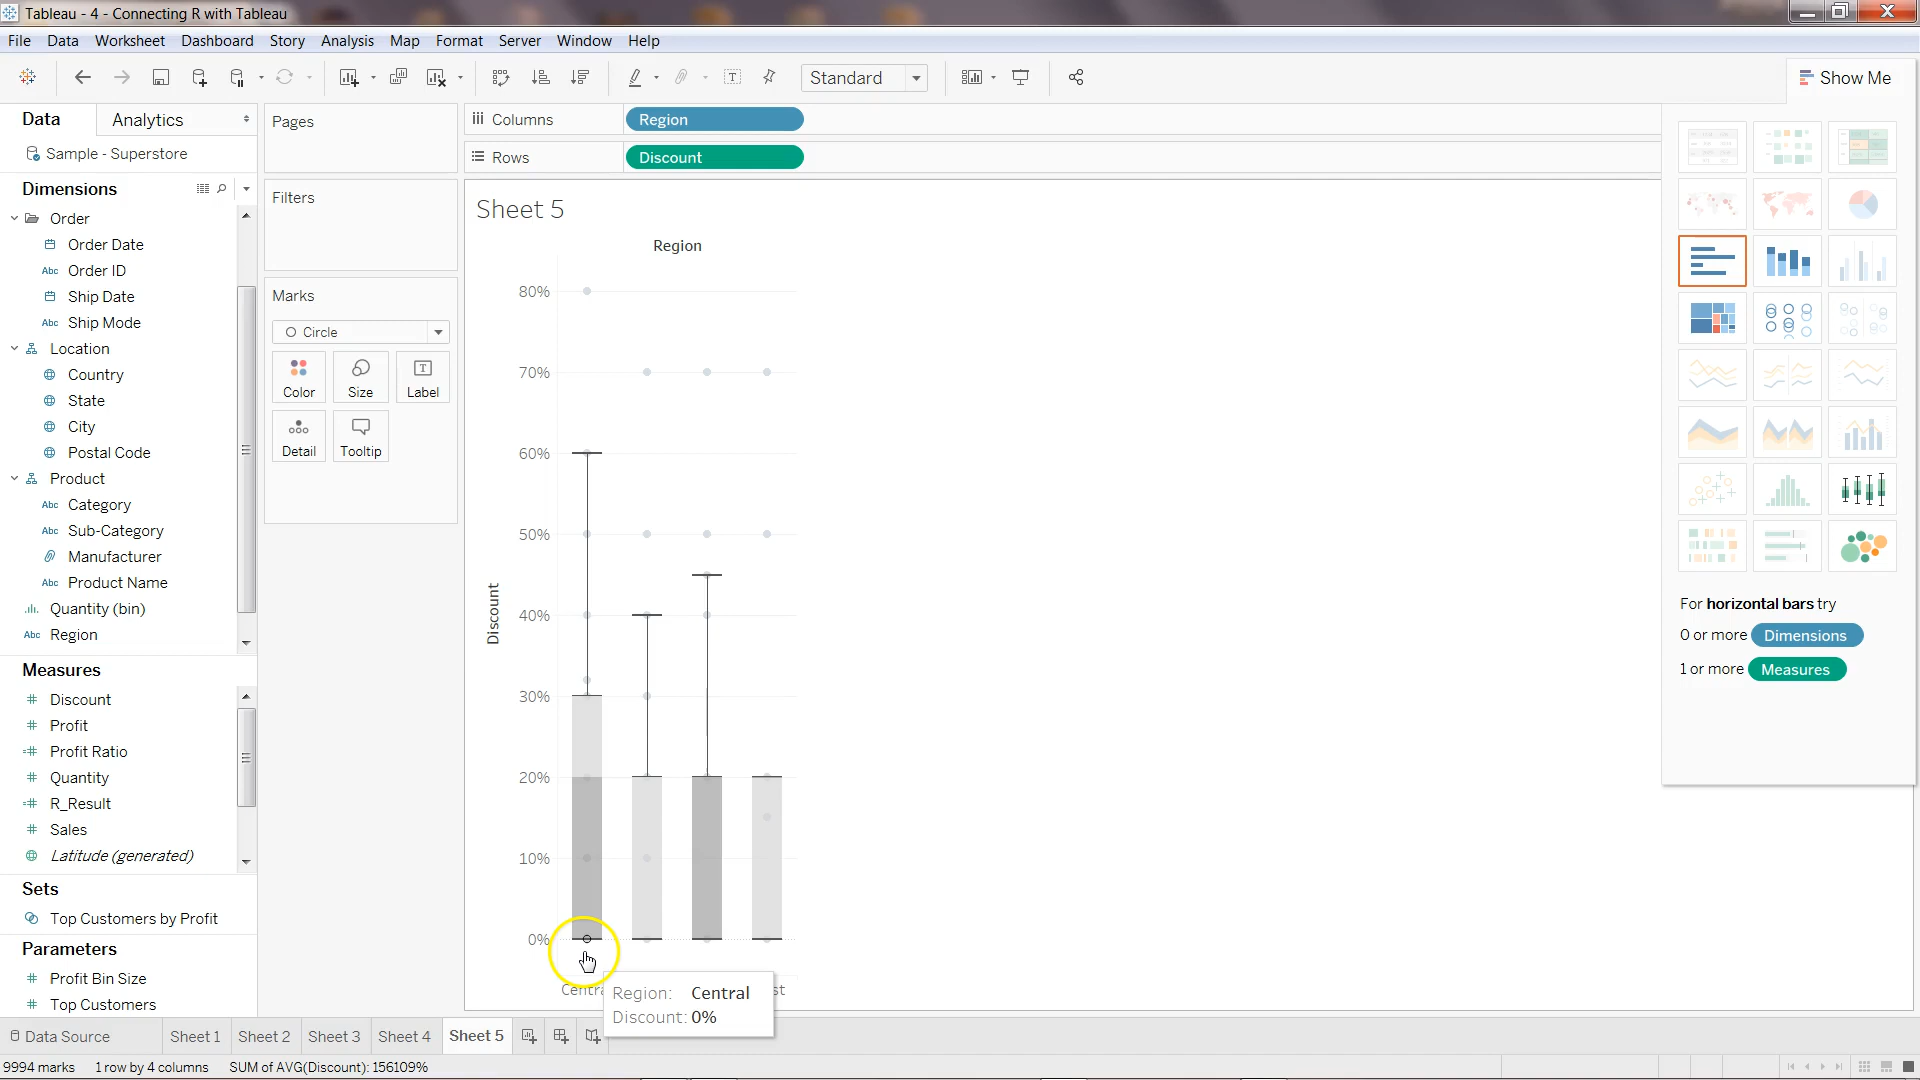 Tableau - 4 - Connecting R with Tableau
File Data Worksheet Dashboard Story Analysis Map Format Server Window Help
Standard
Show Me
Data
Analytics
Sample - Superstore
Dimensions
Order
Order Date
Abc Order ID
Ship Date
Abc Ship Mode
Location
Country
State
City
Postal Code
Product
Abc Category
Abc Sub-Category
Manufacturer
Abc Product Name
Quantity (bin)
Abc Region
Measures
# Discount
# Profit
=# Profit Ratio
# Quantity
=# R_Result
# Sales
Latitude (generated)
Sets
Top Customers by Profit
Parameters
# Profit Bin Size
# Top Customers
Pages
Filters
Marks
Circle
Color
Size
Label
Detail
Tooltip
Columns
Region
Rows
Discount
Sheet 5
Region
80%
70%
60%
50%
40%
30%
20%
10%
0%
Discount
Region: Central
Discount: 0%
For horizontal bars try
0 or more Dimensions
1 or more Measures
Data Source
Sheet 1
Sheet 2
Sheet 3
Sheet 4
Sheet 5
9994 marks
1 row by 4 columns
SUM of AVG(Discount): 156109%